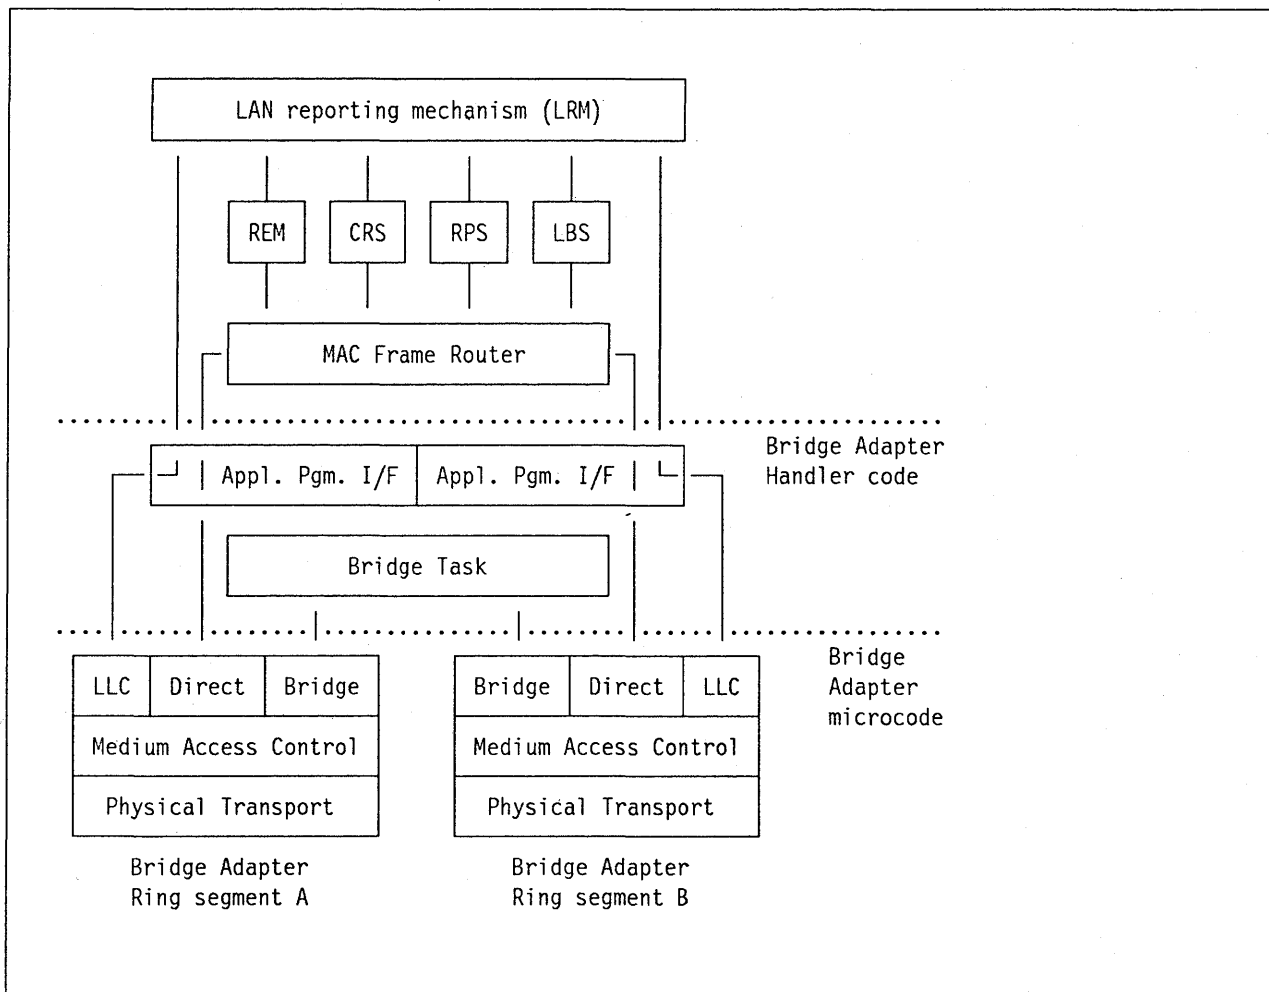 LAN reporting mechanism (LRM)
REM CRS RPS LBS
MAC Frame Router
Bridge Adapter
Handler code
Appl. Pgm. I/F Appl. Pgm. I/F
Bridge Task
Bridge
Adapter
microcode
LLC Direct Bridge Bridge Direct LLC
Medium Access Control Medium Access Control
Physical Transport Physical Transport
Bridge Adapter
Ring segment A
Bridge Adapter
Ring segment B